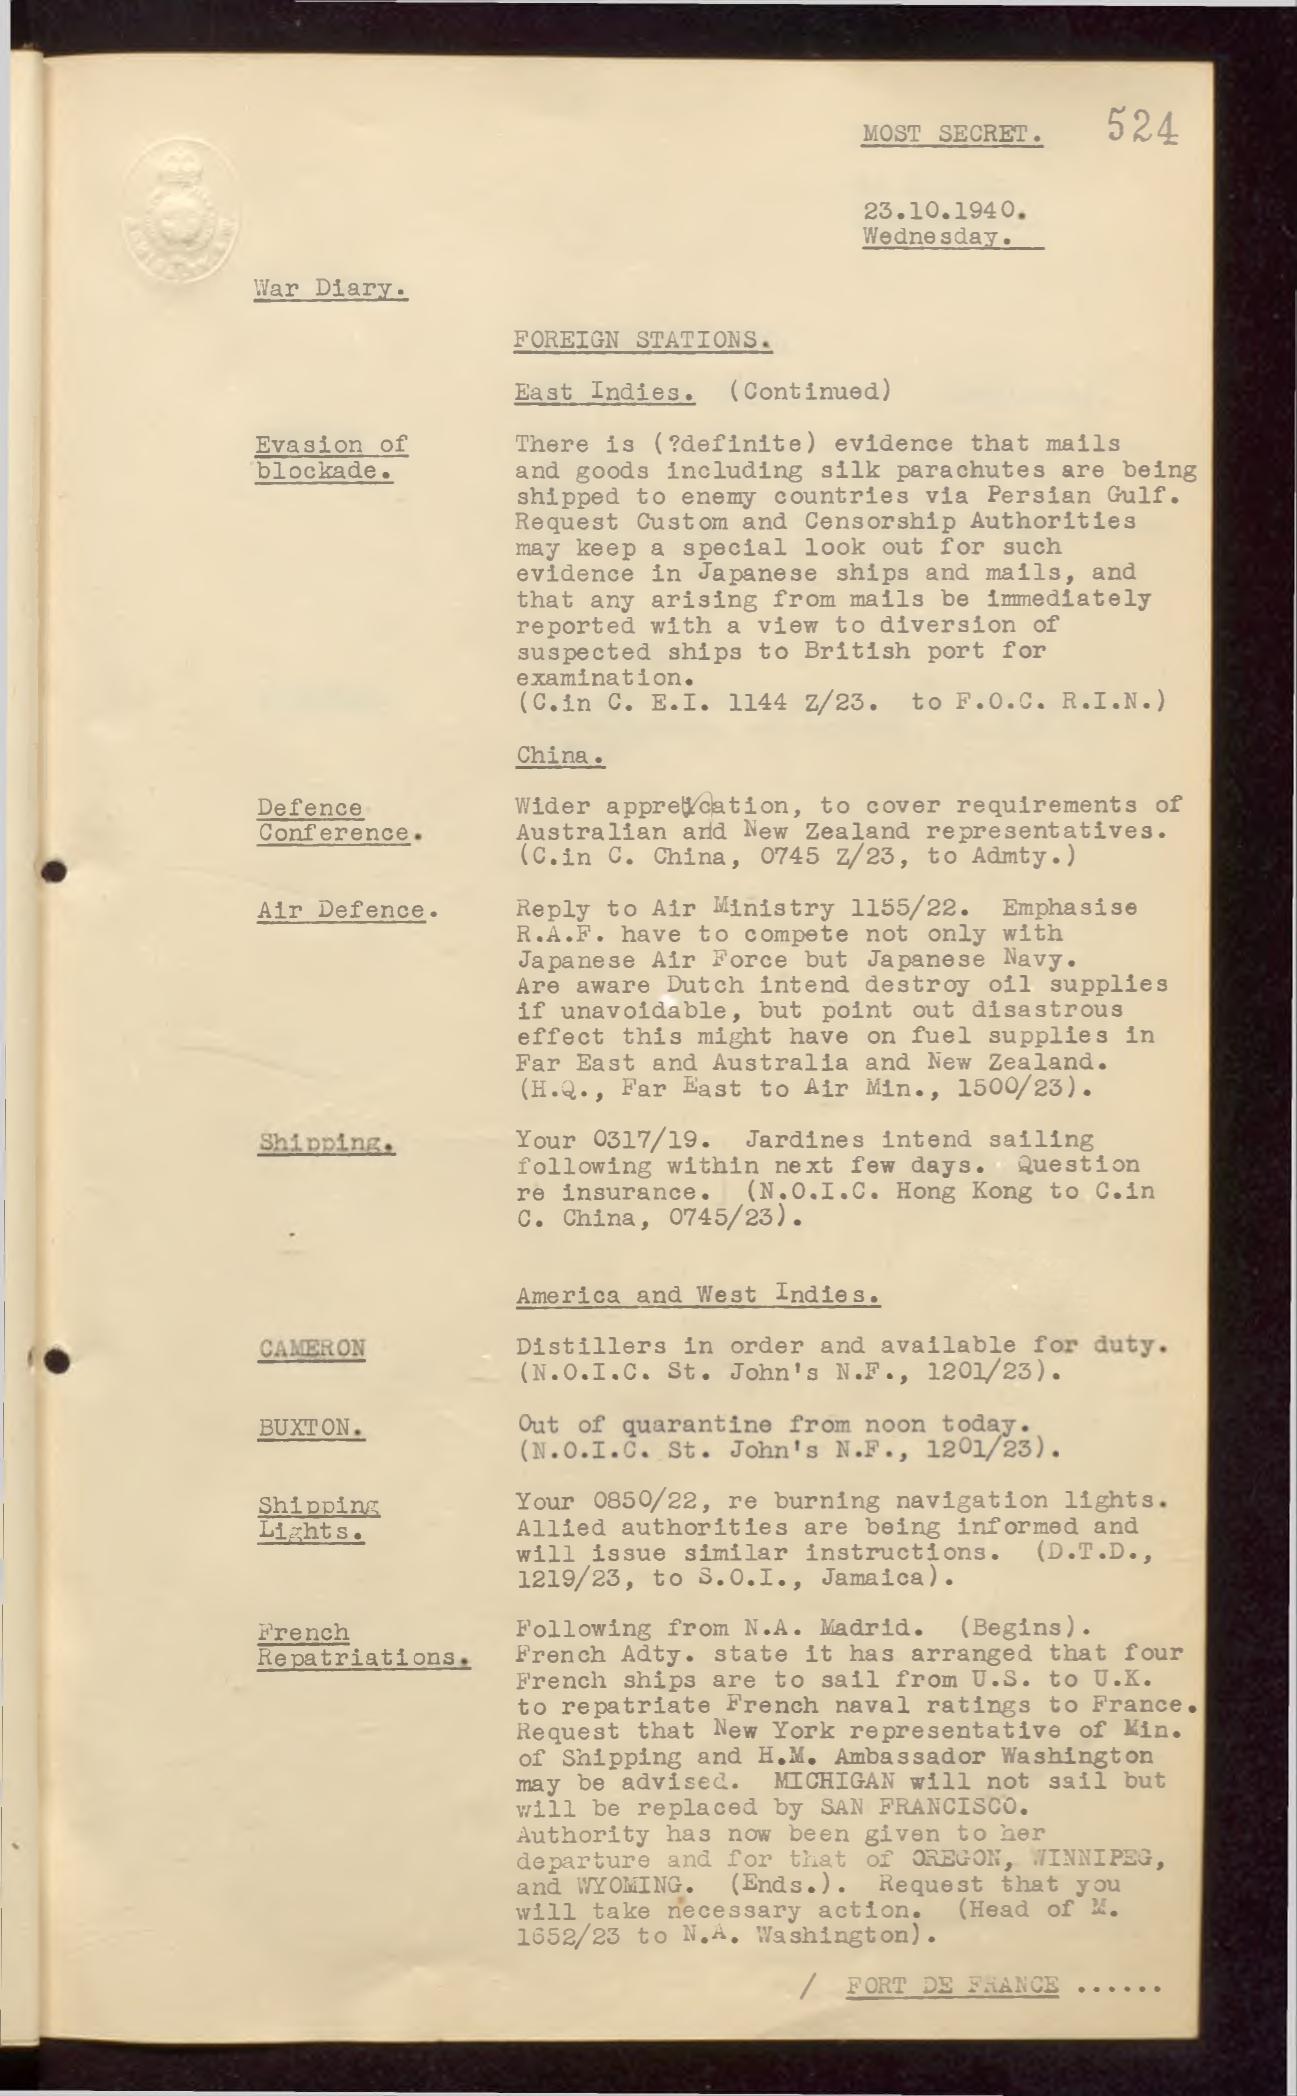 MOST SECRET. 524
23.10.1940.
Wednesday.
War Diary.
FOREIGN STATIONS.
East Indies. (Continued)
Evasion of
blockade.
There is (?definite) evidence that mails
and goods including silk parachutes are being
shipped to enemy countries via Persian Gulf.
Request Custom and Censorship Authorities
may keep a special look out for such
evidence in Japanese ships and mails, and
that any arising from mails be immediately
reported with a view to diversion of
suspected ships to British port for
examination.
(C.in C. E.I. 1144 Z/23. to F.O.C. R.I.N.)
China.
Defence
Conference.
Wider appreciation, to cover requirements of
Australian and New Zealand representatives.
(C.in C. China, 0745 Z/23, to Admty.)
Air Defence.
Reply to Air Ministry 1155/22. Emphasise
R.A.F. have to compete not only with
Japanese Air Force but Japanese Navy.
Are aware Dutch intend destroy oil supplies
if unavoidable, but point out disastrous
effect this might have on fuel supplies in
Far East and Australia and New Zealand.
(H.Q., Far East to Air Min., 1500/23).
Shipping.
Your 0317/19. Jardines intend sailing
following within next few days. Question
re insurance. (N.O.I.C. Hong Kong to C.in
C. China, 0745/23).
America and West Indies.
CAMERON
Distillers in order and available for duty.
(N.O.I.C. St. John's N.F., 1201/23).
BUXTON.
Out of quarantine from noon today.
(N.O.I.C. St. John's N.F., 1201/23).
Shipping
Lights.
Your 0850/22, re burning navigation lights.
Allied authorities are being informed and
will issue similar instructions. (D.T.D.,
1219/23, to S.O.I., Jamaica).
French
Repatriations.
Following from N.A. Madrid. (Begins).
French Adty. state it has arranged that four
French ships are to sail from U.S. to U.K.
to repatriate French naval ratings to France.
Request that New York representative of Min.
of Shipping and H.M. Ambassador Washington
may be advised. MICHIGAN will not sail but
will be replaced by SAN FRANCISCO.
Authority has now been given to her
departure and for that of OREGON, WINNIPEG,
and WYOMING. (Ends.). Request that you
will take necessary action. (Head of M.
1652/23 to N.A. Washington).
/ FORT DE FRANCE ......